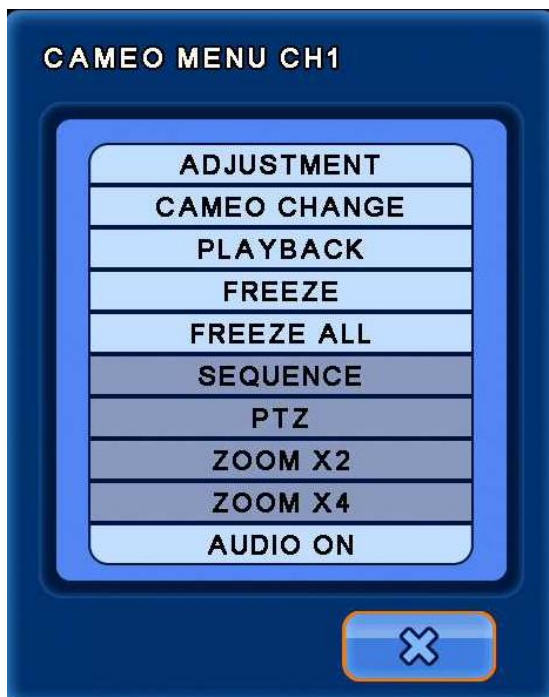 CAMEO MENU CH1
ADJUSTMENT
CAMEO CHANGE
PLAYBACK
FREEZE
FREEZE ALL
SEQUENCE
PTZ
ZOOM X2
ZOOM X4
AUDIO ON